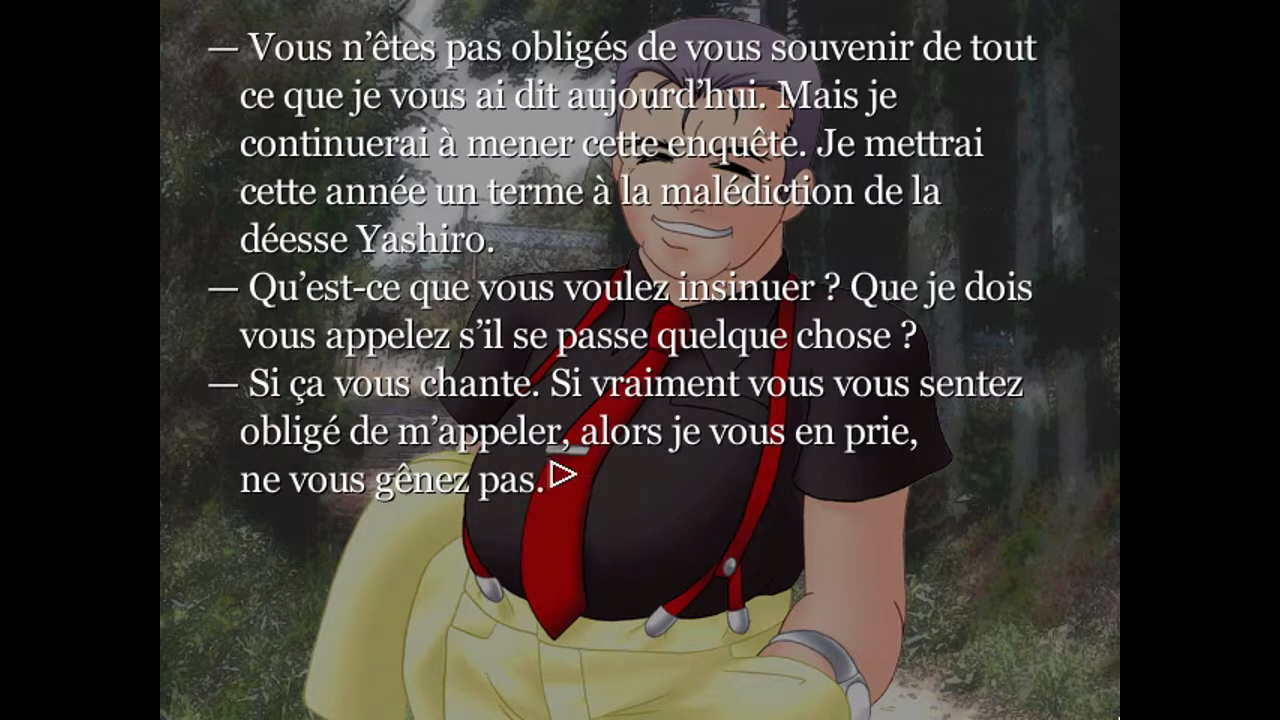 — Vous n’êtes pas obligés de vous souvenir de tout
ce que je vous ai dit aujourd’hui. Mais je
continuerai à mener cette enquête. Je mettrai
cette année un terme à la malédiction de la
déesse Yashiro.
— Qu’est-ce que vous voulez insinuer ? Que je dois
vous appelez s’il se passe quelque chose ?
— Si ça vous chante. Si vraiment vous vous sentez
obligé de m’appeler, alors je vous en prie,
ne vous gênez pas.